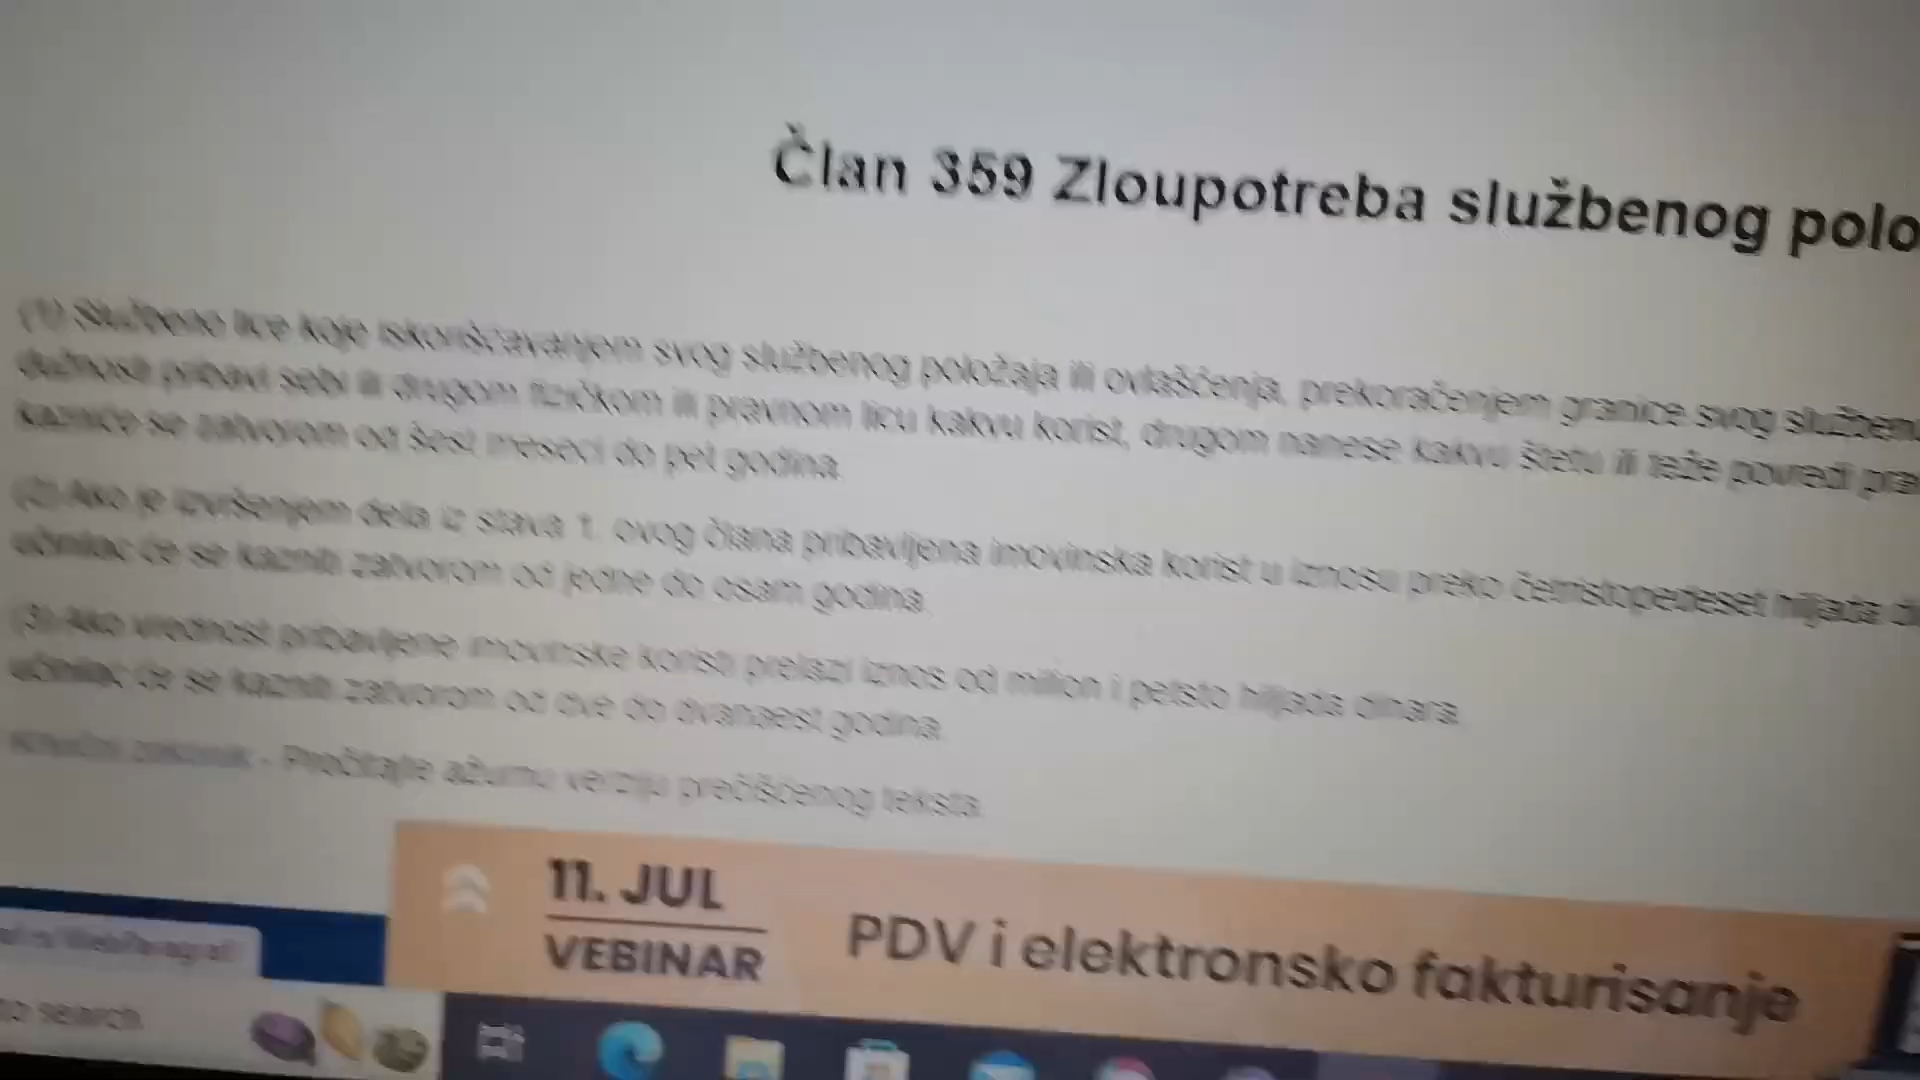 Član 359 Zloupotreba službenog polo
(1) Službeno lice koje iskorišćavanjem svog službenog položaja ili ovlašćenja, prekoračenjem granice svog službeno
dužnosti pribavi sebi ili drugom fizičkom ili pravnom licu kakvu korist, drugom nanese kakvu štetu ili teže povredi pra
kazniće se zatvorom od šest meseci do pet godina.
(2) Ako je izvršenjem dela iz stava 1. ovog člana pribavljena imovinska korist u iznosu preko četristopedeset hiljada di
učinilac će se kazniti zatvorom od jedne do osam godina.
(3) Ako vrednost pribavljene imovinske koristi prelazi iznos od milion i petsto hiljada dinara,
učinilac će se kazniti zatvorom od dve do dvanaest godina.
Krivični zakonik - Pročitajte ažurnu verziju prečišćenog teksta
11. JUL
VEBINAR
PDV i elektronsko fakturisanje
to search